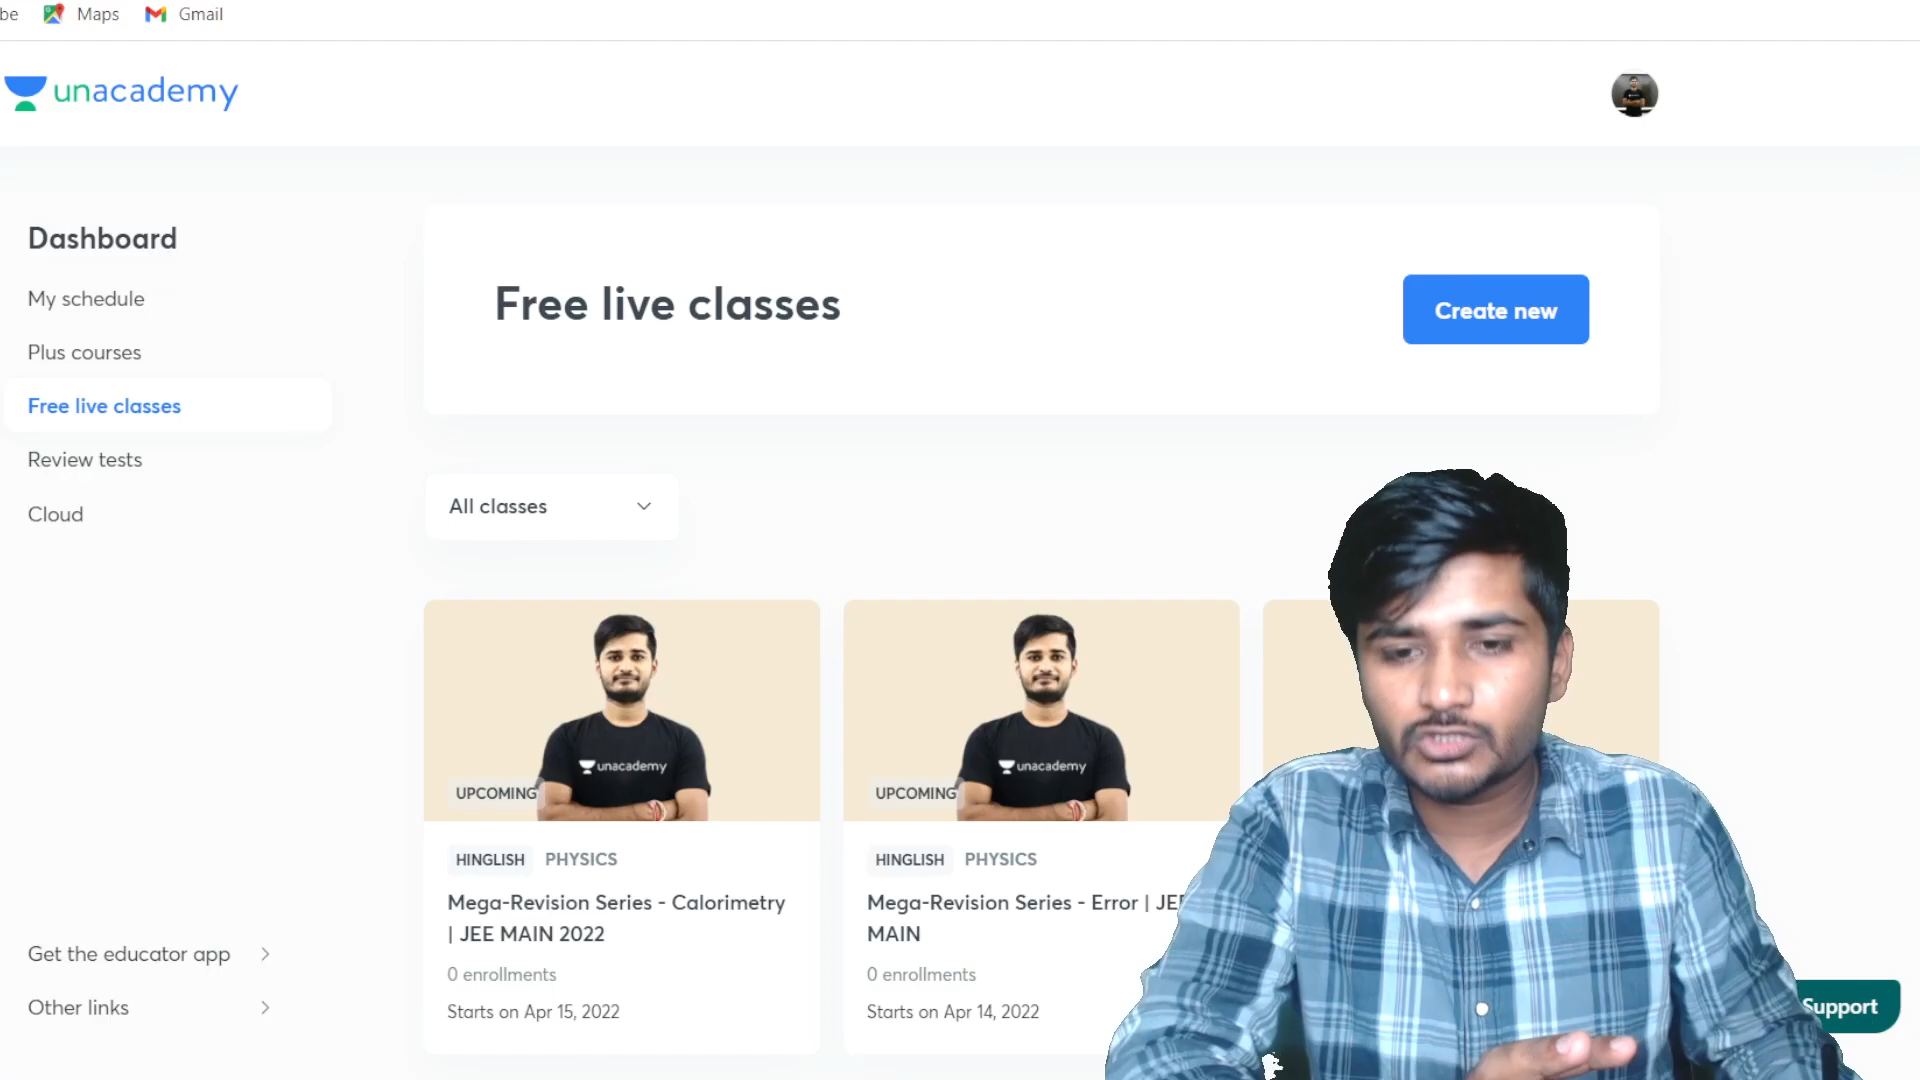 be Maps Gmail
unacademy
Dashboard
My schedule
Plus courses
Free live classes
Review tests
Cloud
Get the educator app
Other links
Free live classes
Create new
All classes
unacademy
UPCOMING
HINGLISH PHYSICS
Mega-Revision Series - Calorimetry
| JEE MAIN 2022
0 enrollments
Starts on Apr 15, 2022
unacademy
UPCOMING
HINGLISH PHYSICS
Mega-Revision Series - Error |
MAIN
0 enrollments
Starts on Apr 14, 2022
Support